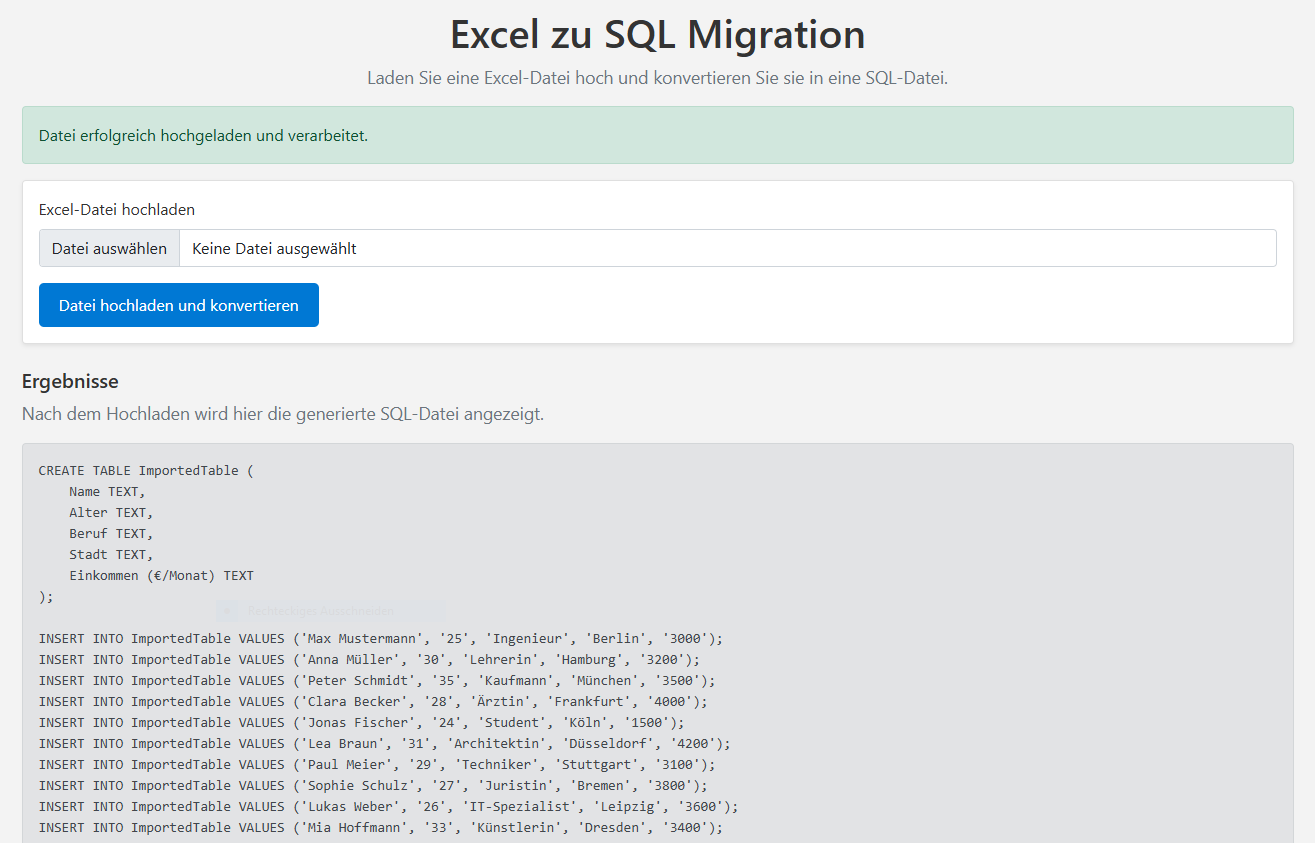 Excel zu SQL Migration
Laden Sie eine Excel-Datei hoch und konvertieren Sie sie in eine SQL-Datei.
Datei erfolgreich hochgeladen und verarbeitet.
Excel-Datei hochladen
Datei auswählen Keine Datei ausgewählt
Datei hochladen und konvertieren
Ergebnisse
Nach dem Hochladen wird hier die generierte SQL-Datei angezeigt.
CREATE TABLE ImportedTable (
    Name TEXT,
    Alter TEXT,
    Beruf TEXT,
    Stadt TEXT,
    Einkommen (€/Monat) TEXT
);
Rechteckiges Ausschneiden
INSERT INTO ImportedTable VALUES ('Max Mustermann', '25', 'Ingenieur', 'Berlin', '3000');
INSERT INTO ImportedTable VALUES ('Anna Müller', '30', 'Lehrerin', 'Hamburg', '3200');
INSERT INTO ImportedTable VALUES ('Peter Schmidt', '35', 'Kaufmann', 'München', '3500');
INSERT INTO ImportedTable VALUES ('Clara Becker', '28', 'Ärztin', 'Frankfurt', '4000');
INSERT INTO ImportedTable VALUES ('Jonas Fischer', '24', 'Student', 'Köln', '1500');
INSERT INTO ImportedTable VALUES ('Lea Braun', '31', 'Architektin', 'Düsseldorf', '4200');
INSERT INTO ImportedTable VALUES ('Paul Meier', '29', 'Techniker', 'Stuttgart', '3100');
INSERT INTO ImportedTable VALUES ('Sophie Schulz', '27', 'Juristin', 'Bremen', '3800');
INSERT INTO ImportedTable VALUES ('Lukas Weber', '26', 'IT-Spezialist', 'Leipzig', '3600');
INSERT INTO ImportedTable VALUES ('Mia Hoffmann', '33', 'Künstlerin', 'Dresden', '3400');